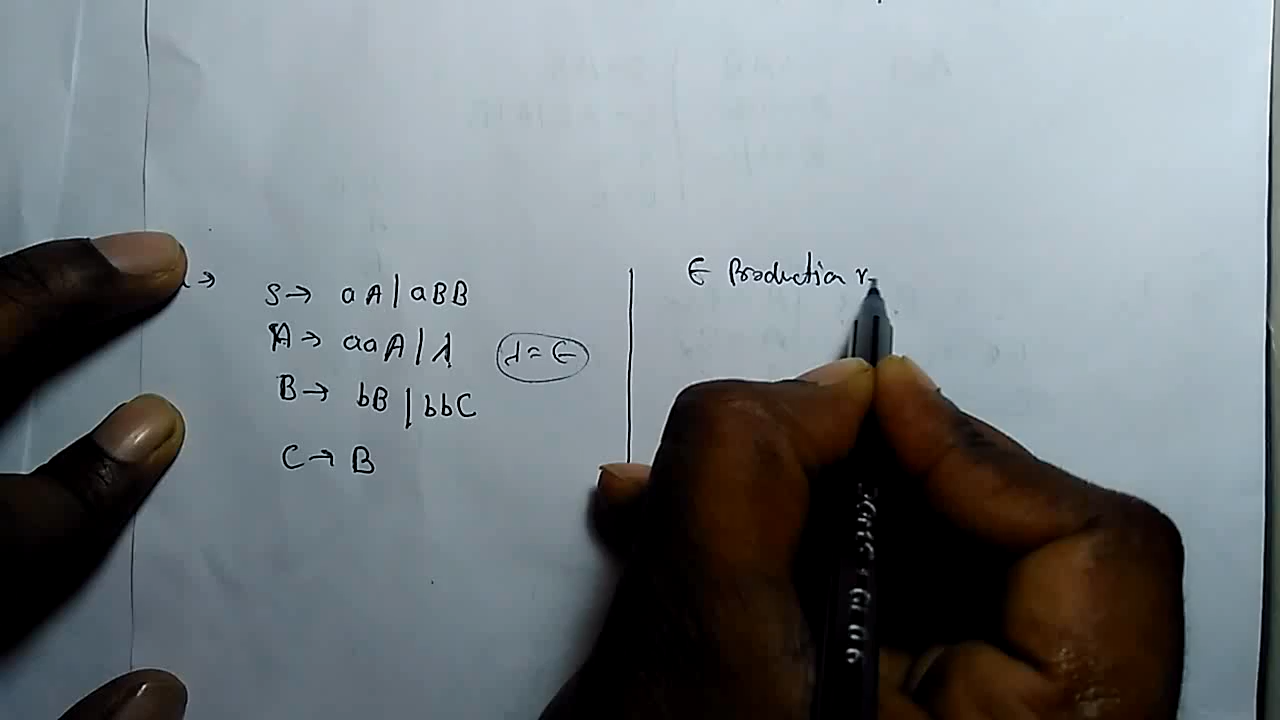 S → aA | aBB
A → aaA | λ
λ = ∈
B → bB | bbC
C → B
∈ Production